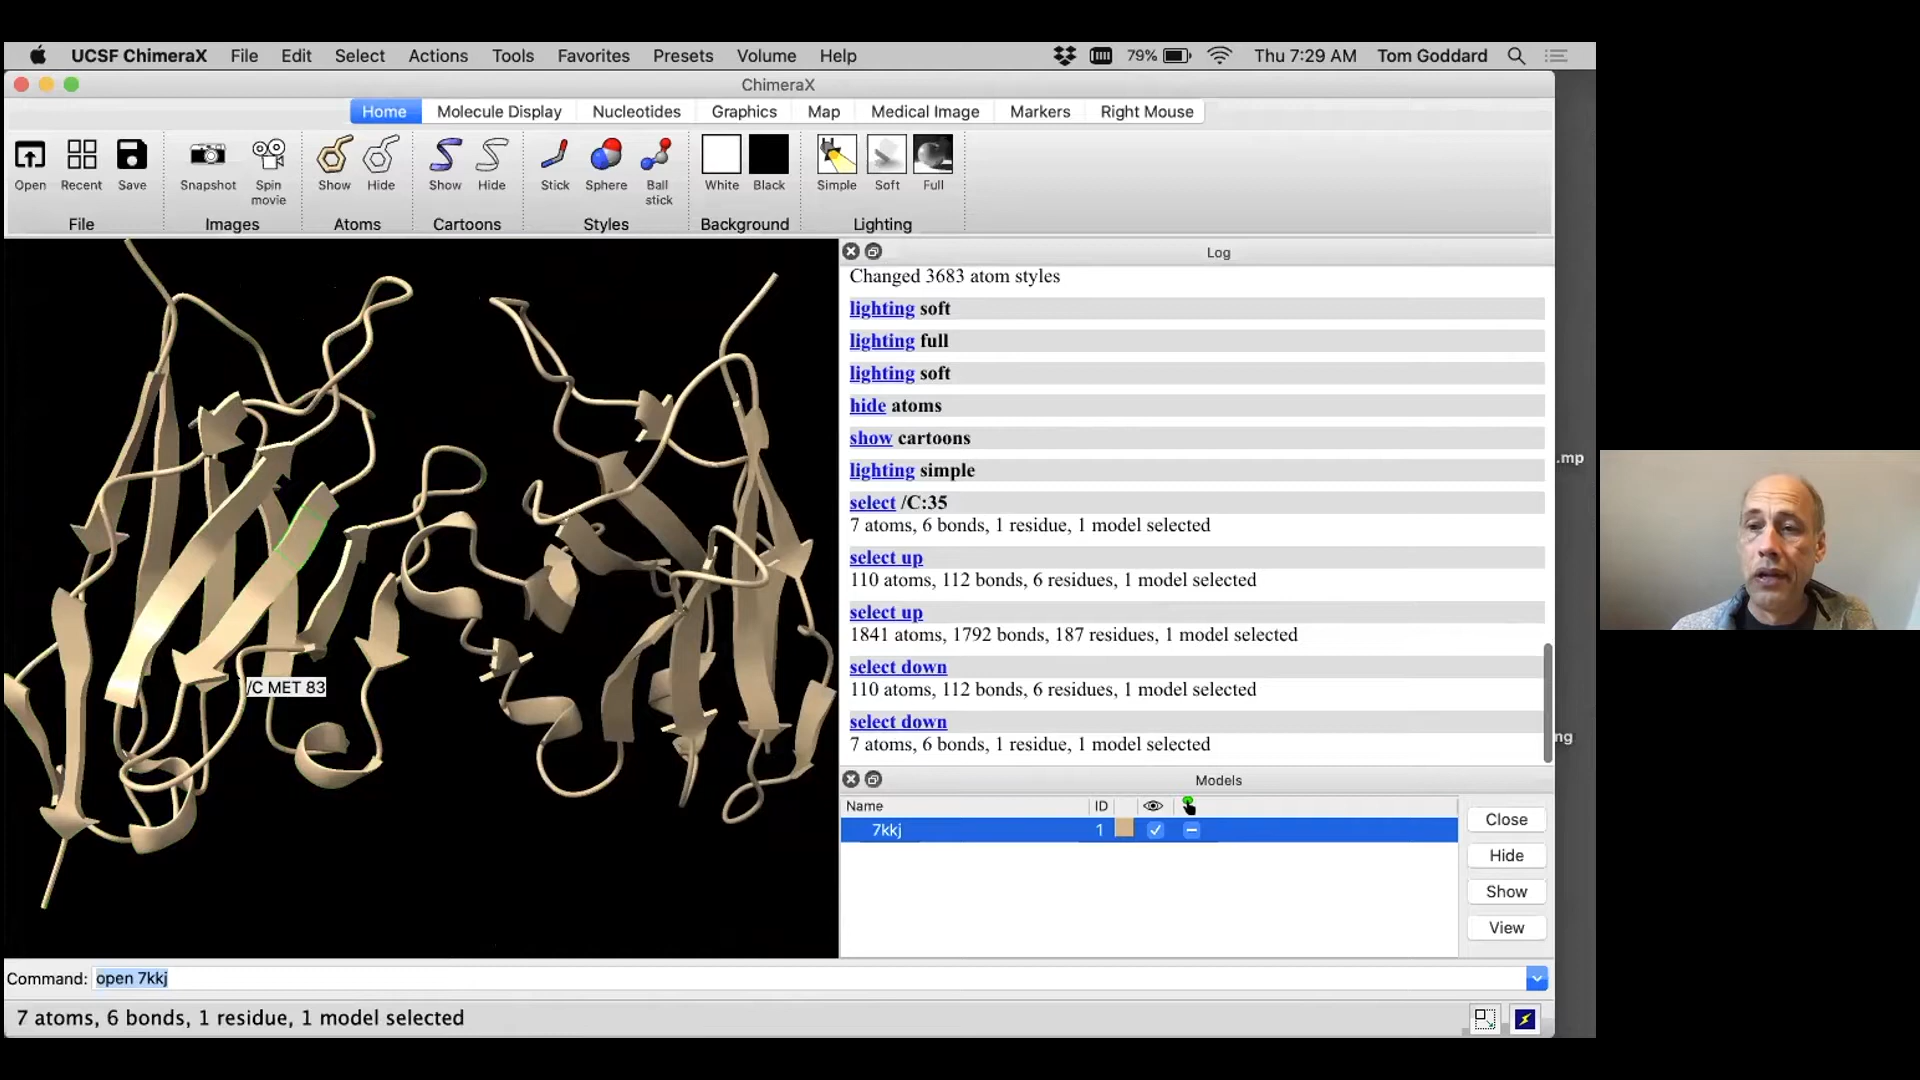 UCSF ChimeraX File Edit Select Actions Tools Favorites Presets Volume Help 79% Thu 7:29 AM Tom Goddard
ChimeraX
Home Molecule Display Nucleotides Graphics Map Medical Image Markers Right Mouse
Open Recent Save Snapshot Spin movie Show Hide Show Hide Stick Sphere Ball stick White Black Simple Soft Full
File Images Atoms Cartoons Styles Background Lighting
Log
Changed 3683 atom styles
lighting soft
lighting full
lighting soft
hide atoms
show cartoons
lighting simple
select /C:35
7 atoms, 6 bonds, 1 residue, 1 model selected
select up
110 atoms, 112 bonds, 6 residues, 1 model selected
select up
1841 atoms, 1792 bonds, 187 residues, 1 model selected
select down
110 atoms, 112 bonds, 6 residues, 1 model selected
select down
7 atoms, 6 bonds, 1 residue, 1 model selected
/C MET 83
.mp
ng
Models
Name ID
7kkj 1
Close
Hide
Show
View
Command: open 7kkj
7 atoms, 6 bonds, 1 residue, 1 model selected